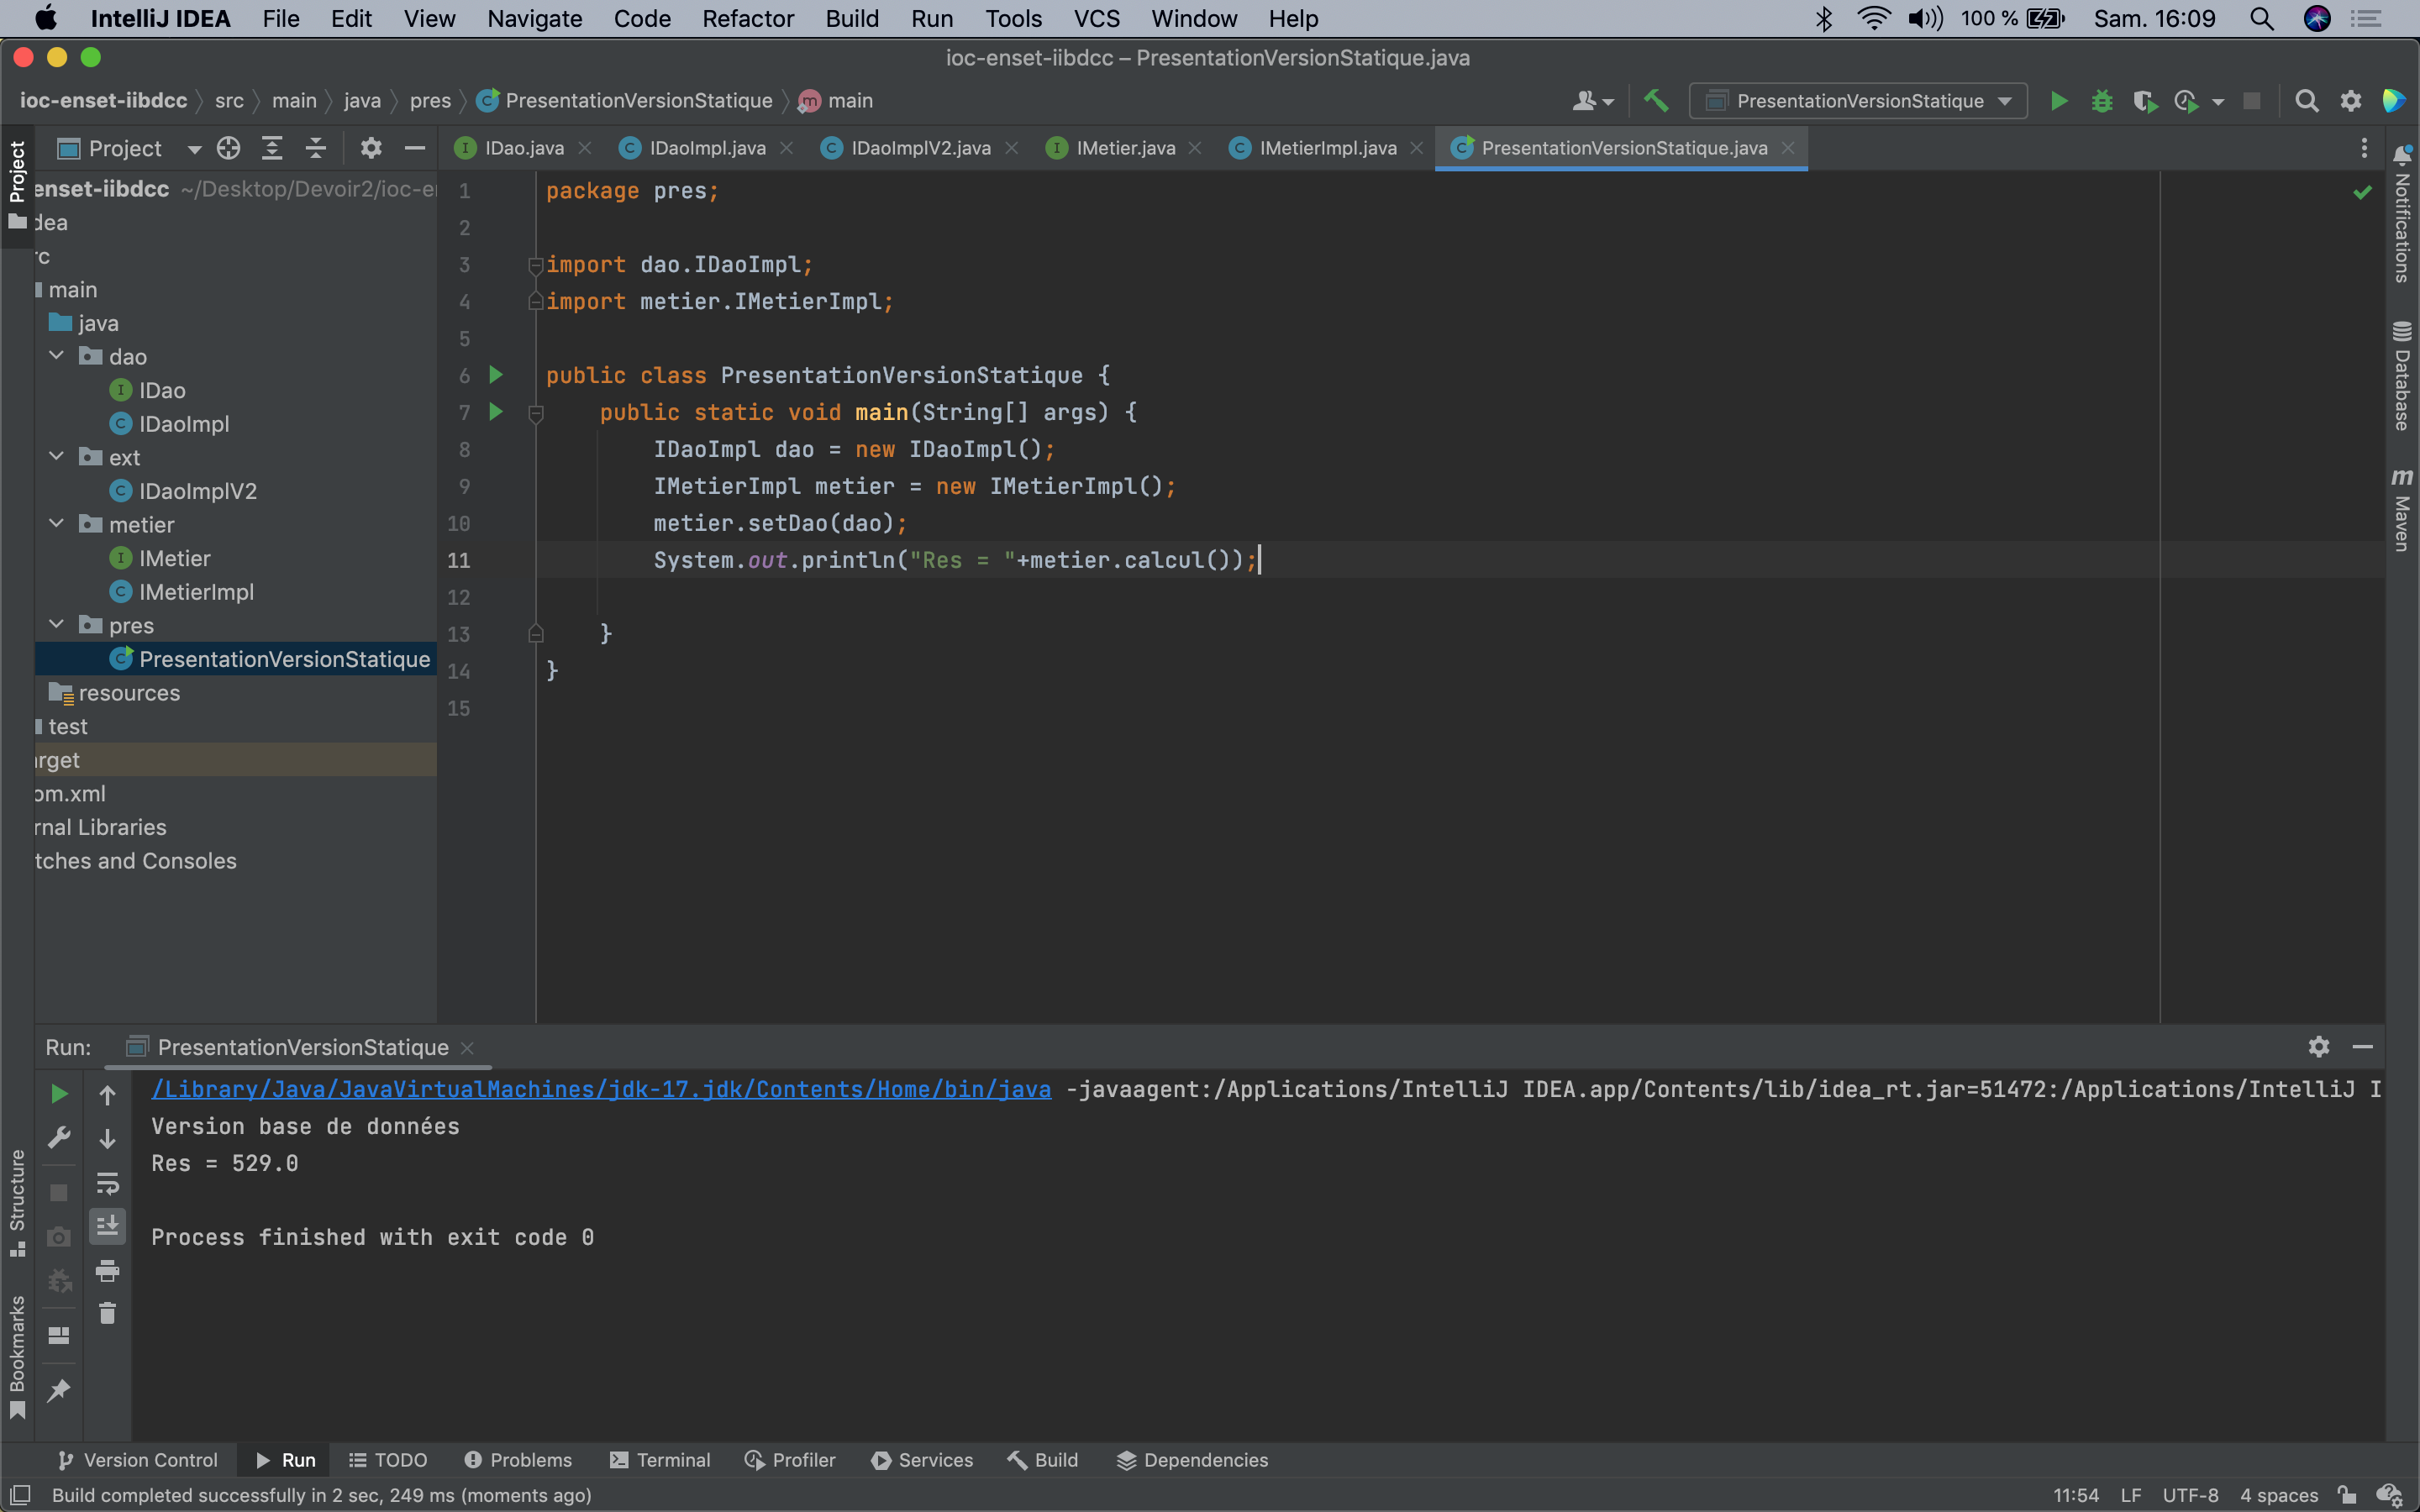 IntelliJ IDEA File Edit View Navigate Code Refactor Build Run Tools VCS Window Help 100 % Sam. 16:09
ioc-enset-iibdcc – PresentationVersionStatique.java
ioc-enset-iibdcc src main java pres PresentationVersionStatique main PresentationVersionStatique
Project IDao.java IDaoImpl.java IDaoImplV2.java IMetier.java IMetierImpl.java PresentationVersionStatique.java
Project
enset-iibdcc ~/Desktop/Devoir2/ioc-e
dea
rc
main
java
dao
IDao
IDaoImpl
ext
IDaoImplV2
metier
IMetier
IMetierImpl
pres
PresentationVersionStatique
resources
test
arget
om.xml
rnal Libraries
tches and Consoles
1 package pres;
2
3 import dao.IDaoImpl;
4 import metier.IMetierImpl;
5
6 public class PresentationVersionStatique {
7 public static void main(String[] args) {
8 IDaoImpl dao = new IDaoImpl();
9 IMetierImpl metier = new IMetierImpl();
10 metier.setDao(dao);
11 System.out.println("Res = "+metier.calcul());
12
13 }
14 }
15
Notifications
Database
m Maven
Run: PresentationVersionStatique
/Library/Java/JavaVirtualMachines/jdk-17.jdk/Contents/Home/bin/java -javaagent:/Applications/IntelliJ IDEA.app/Contents/lib/idea_rt.jar=51472:/Applications/IntelliJ I
Version base de données
Res = 529.0
Process finished with exit code 0
Structure
Bookmarks
Version Control Run TODO Problems Terminal Profiler Services Build Dependencies
Build completed successfully in 2 sec, 249 ms (moments ago) 11:54 LF UTF-8 4 spaces